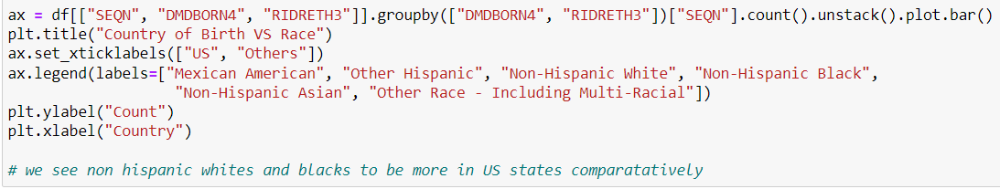 ax = df[["SEQN", "DMDBORN4", "RIDRETH3"]].groupby(["DMDBORN4", "RIDRETH3"])["SEQN"].count().unstack().plot.bar()
plt.title("Country of Birth VS Race")
ax.set_xticklabels(["US", "Others"])
ax.legend(labels=["Mexican American", "Other Hispanic", "Non-Hispanic White", "Non-Hispanic Black",
"Non-Hispanic Asian", "Other Race - Including Multi-Racial"])
plt.ylabel("Count")
plt.xlabel("Country")
# we see non hispanic whites and blacks to be more in US states comparatatively